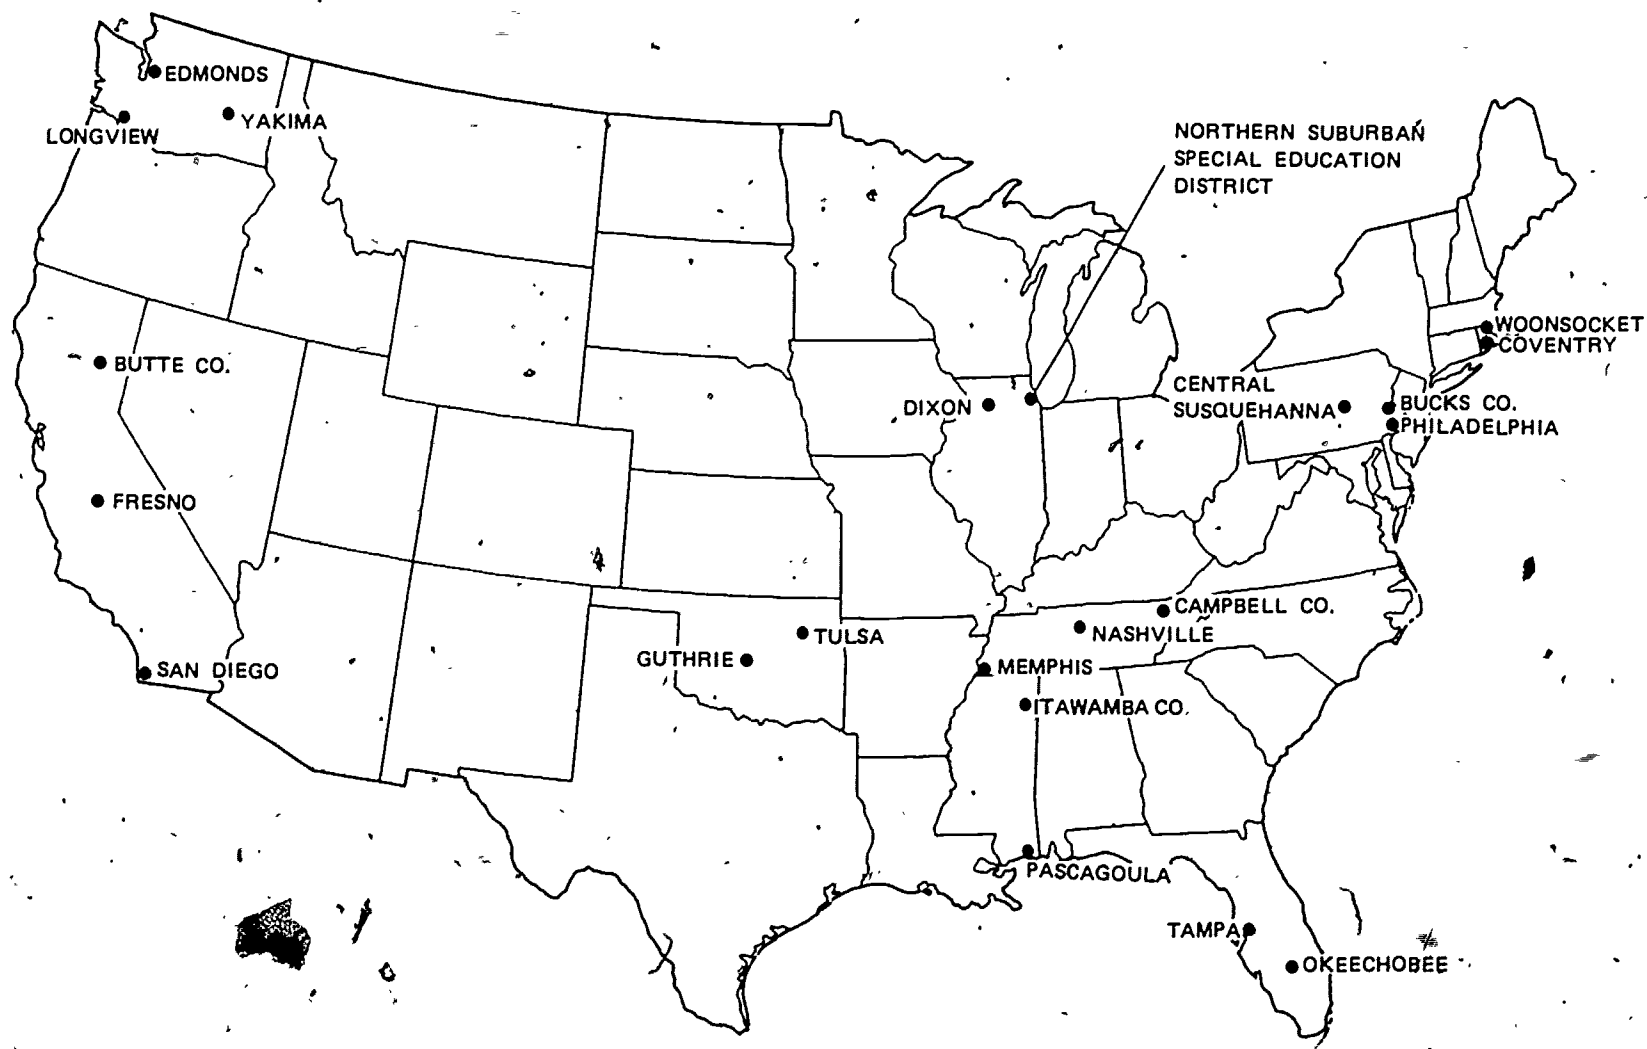 EDMONDS
YAKIMA
LONGVIEW
NORTHERN SUBURBAN
SPECIAL EDUCATION
DISTRICT
WOONSOCKET
COVENTRY
BUTTE CO.
CENTRAL
SUSQUEHANNA
DIXON
BUCKS CO.
PHILADELPHIA
FRESNO
CAMPBELL CO.
NASHVILLE
TULSA
GUTHRIE
MEMPHIS
SAN DIEGO
ITAWAMBA CO.
PASCAGOULA
TAMPA
OKEECHOBEE